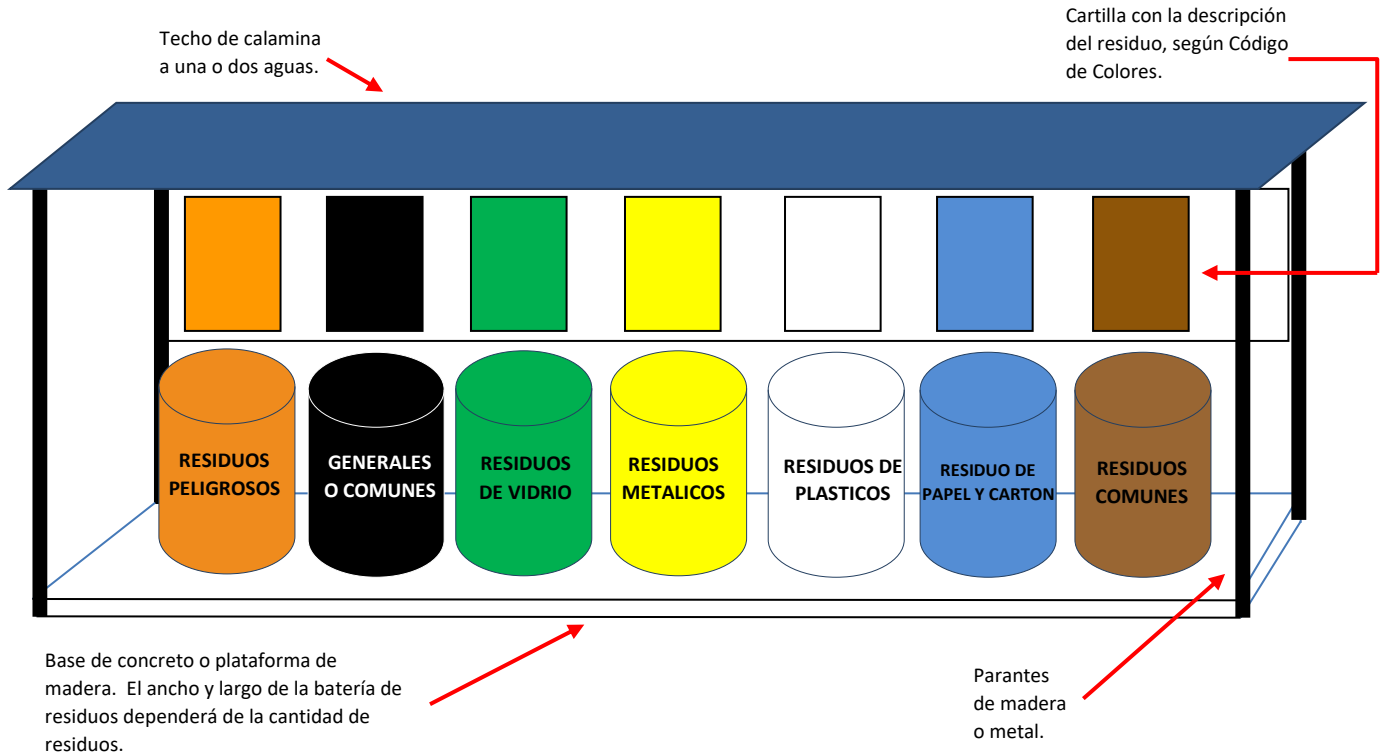 Techo de calamina
a una o dos aguas.
Cartilla con la descripción
del residuo, según Código
de Colores.
RESIDUOS
PELIGROSOS
GENERALES
O COMUNES
RESIDUOS
DE VIDRIO
RESIDUOS
METALICOS
RESIDUOS DE
PLASTICOS
RESIDUO DE
PAPEL Y CARTON
RESIDUOS
COMUNES
Base de concreto o plataforma de
madera. El ancho y largo de la batería de
residuos dependerá de la cantidad de
residuos.
Parantes
de madera
o metal.